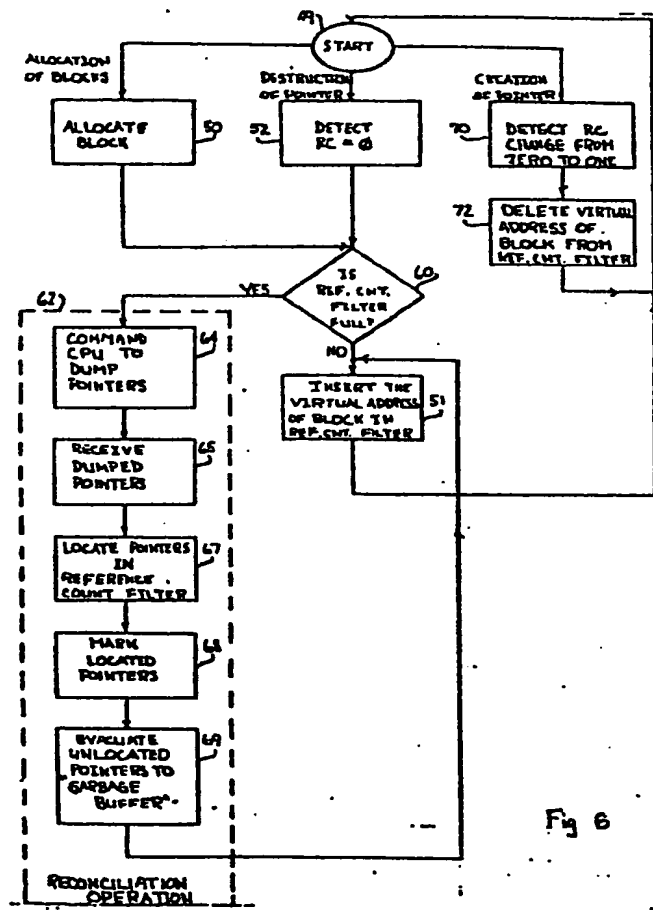 49
START
ALLOCATION
OF BLOCKS
DESTRUCTION
OF POINTER
CREATION
OF POINTER
ALLOCATE
BLOCK
50
52
DETECT
RC = ϕ
70
DETECT RC
CHANGE FROM
ZERO TO ONE
72
DELETE VIRTUAL
ADDRESS OF
BLOCK FROM
REF. CNT. FILTER
IS
REF. CNT.
FILTER
FULL?
60
YES
NO
62
COMMAND
CPU TO
DUMP
POINTERS
64
INSERT THE
VIRTUAL ADDRESS
OF BLOCK IN
REF. CNT. FILTER
51
RECEIVE
DUMPED
POINTERS
65
LOCATE POINTERS
IN
REFERENCE
COUNT FILTER
67
MARK
LOCATED
POINTERS
68
EVACUATE
UNLOCATED
POINTERS TO
"GARBAGE
BUFFER"
69
RECONCILIATION
OPERATION
Fig 6